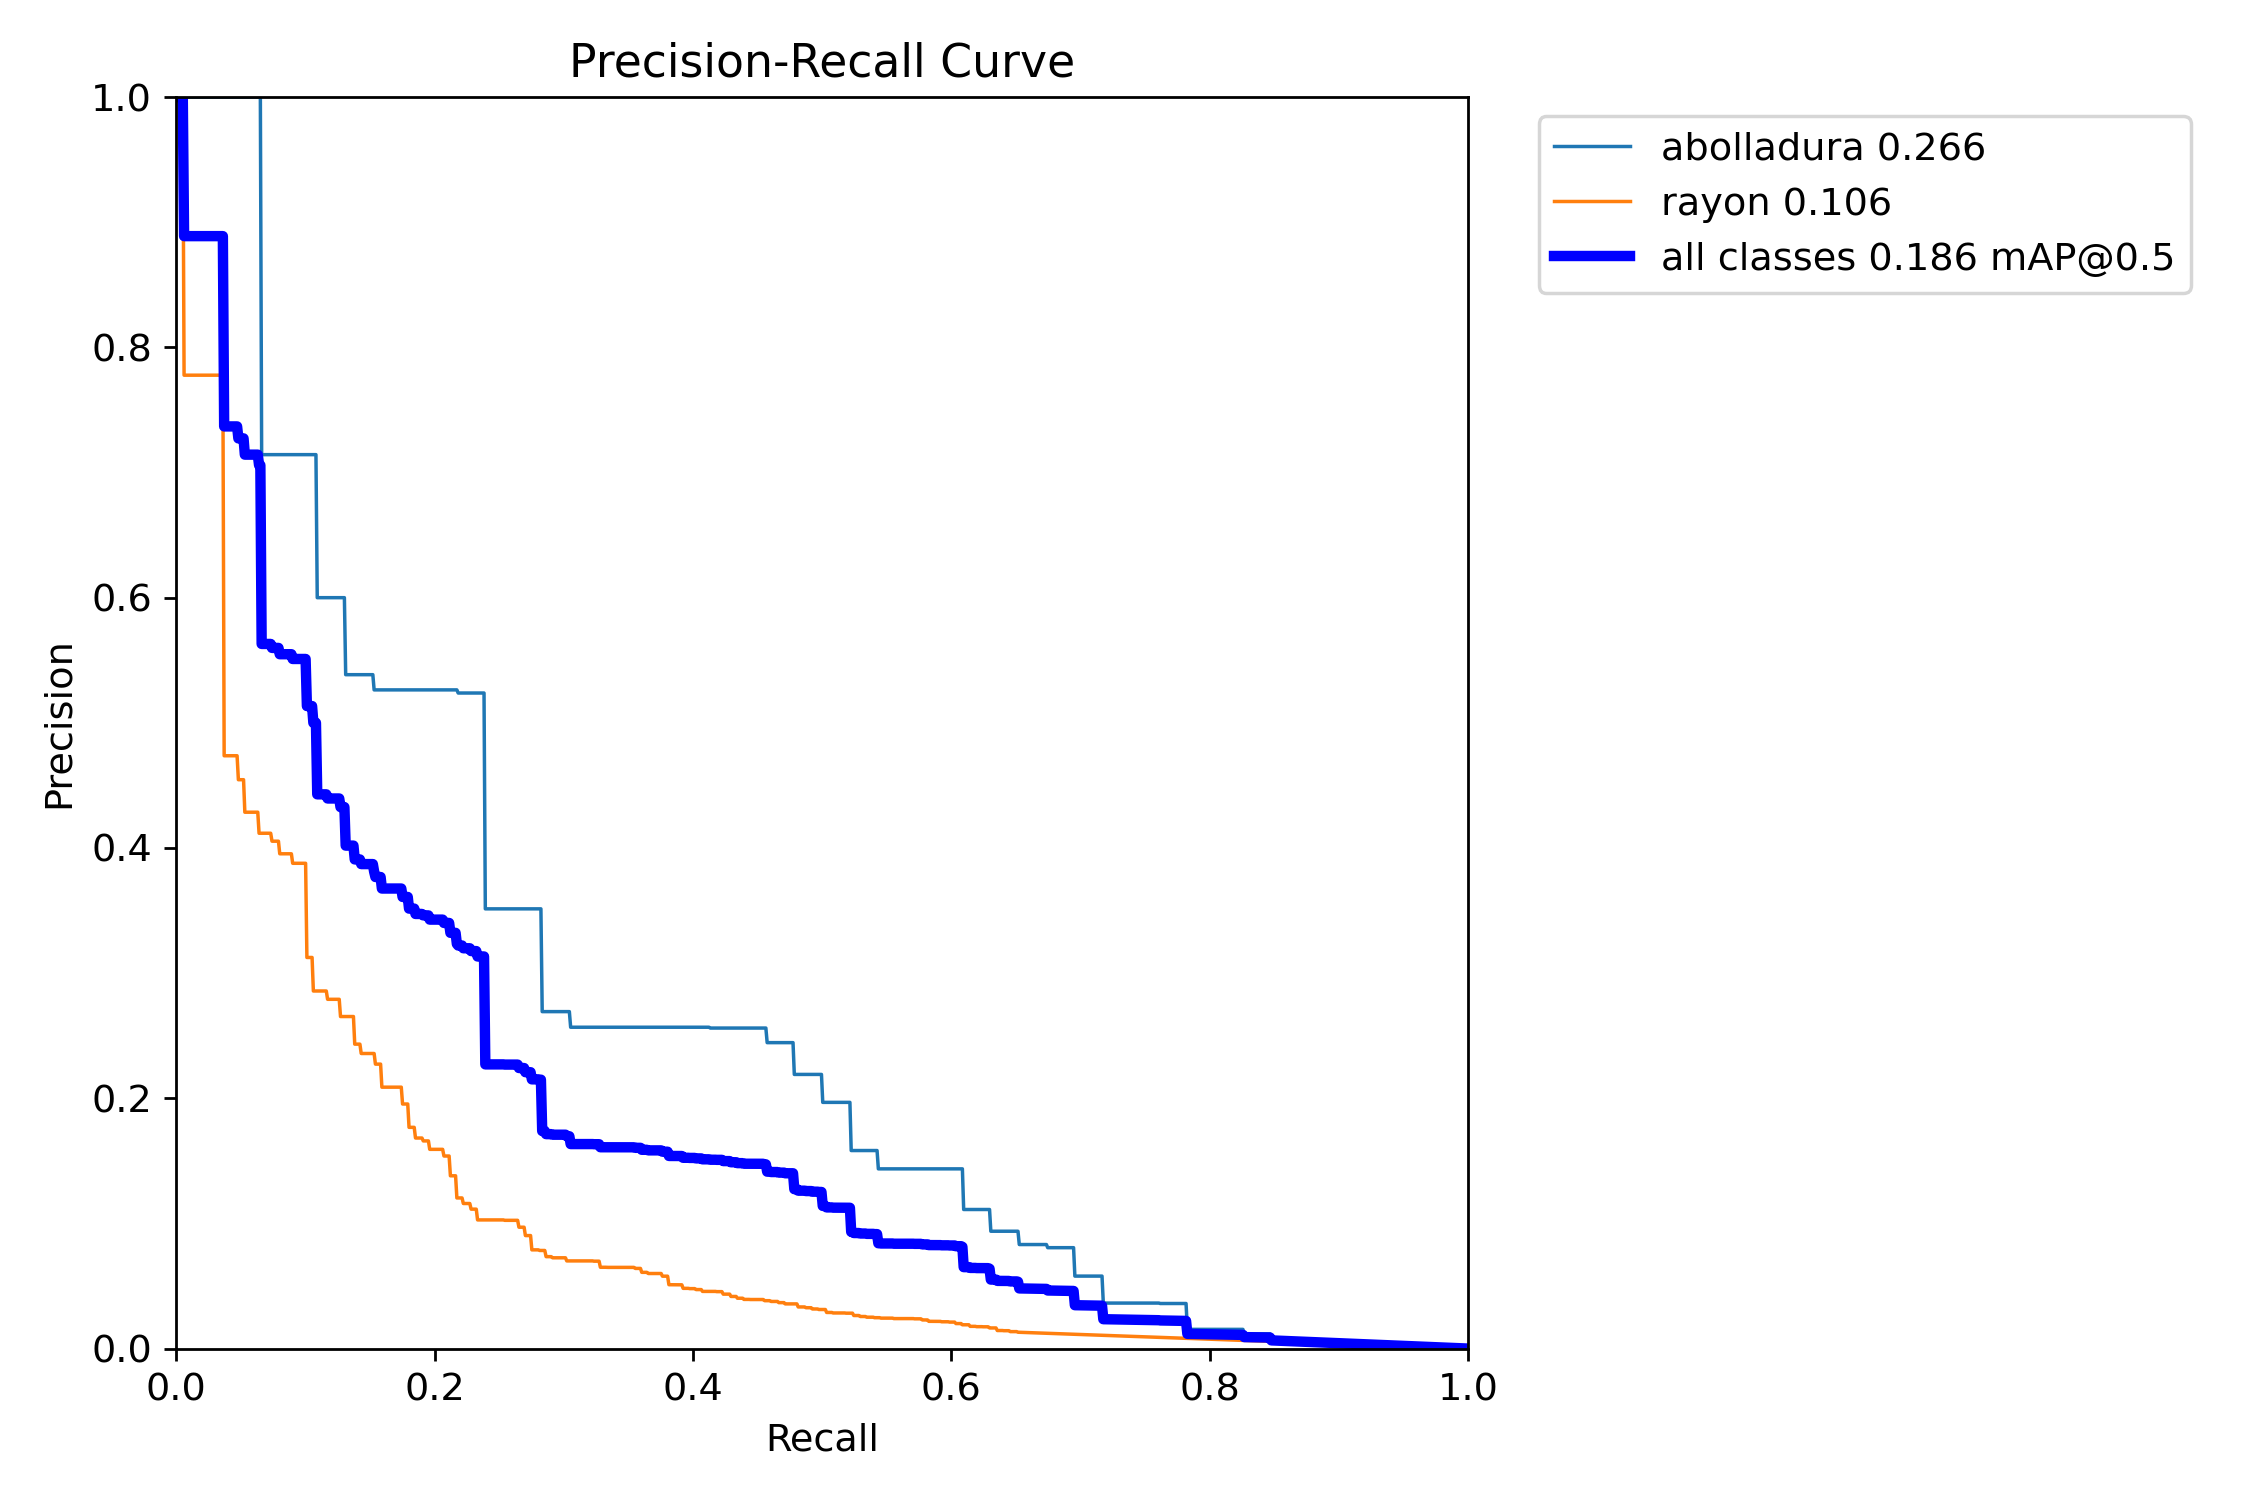 Precision-Recall Curve
abolladura 0.266
rayon 0.106
all classes 0.186 mAP@0.5
Precision
1.0
0.8
0.6
0.4
0.2
0.0
0.0 0.2 0.4 0.6 0.8 1.0
Recall